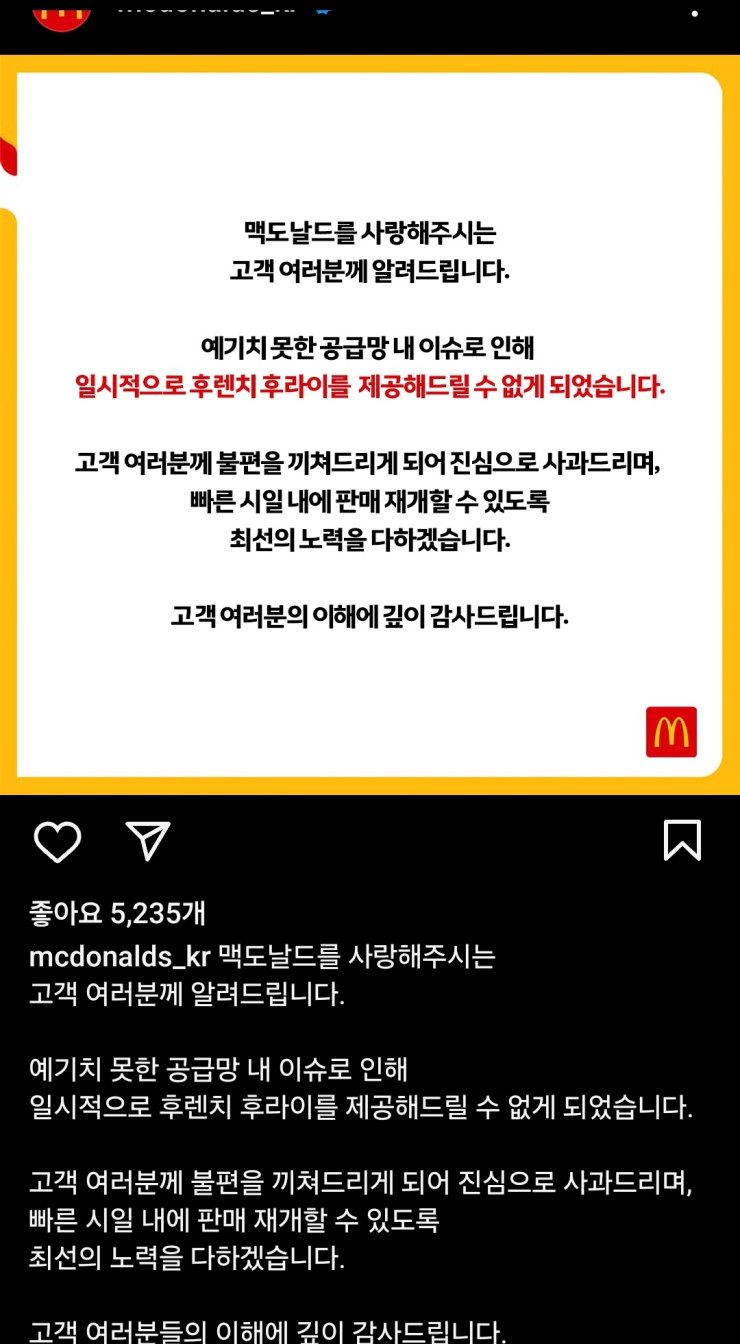 맥도날드를 사랑해주시는
고객 여러분께 알려드립니다.
예기치 못한 공급망 내 이슈로 인해
일시적으로 후렌치 후라이를 제공해드릴 수 없게 되었습니다.
고객 여러분께 불편을 끼쳐드리게 되어 진심으로 사과드리며,
빠른 시일 내에 판매 재개할 수 있도록
최선의 노력을 다하겠습니다.
고객 여러분의 이해에 깊이 감사드립니다.
좋아요 5,235개
mcdonalds_kr 맥도날드를 사랑해주시는
고객 여러분께 알려드립니다.
예기치 못한 공급망 내 이슈로 인해
일시적으로 후렌치 후라이를 제공해드릴 수 없게 되었습니다.
고객 여러분께 불편을 끼쳐드리게 되어 진심으로 사과드리며,
빠른 시일 내에 판매 재개할 수 있도록
최선의 노력을 다하겠습니다.
고객 여러분들의 이해에 깊이 감사드립니다.